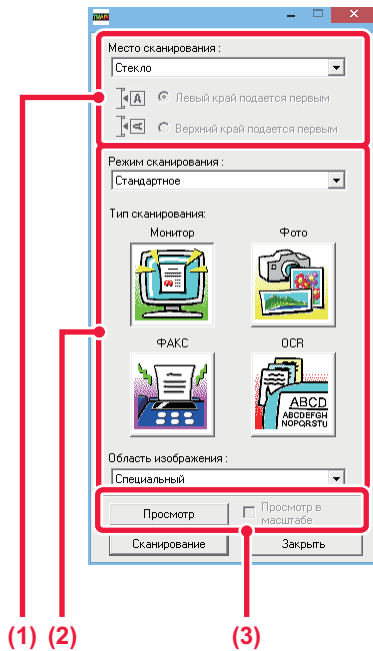 TWAIN
Место сканирования :
Стекло
A Левый край подается первым
A Верхний край подается первым
Режим сканирования :
Стандартное
Тип сканирования:
Монитор Фото
ФАКС OCR
ABCD
ABCDEFGH
NOPQRSTU
Область изображения :
Специальный
Просмотр Просмотр в
масштабе
Сканирование Закрыть
(1) (2) (3)